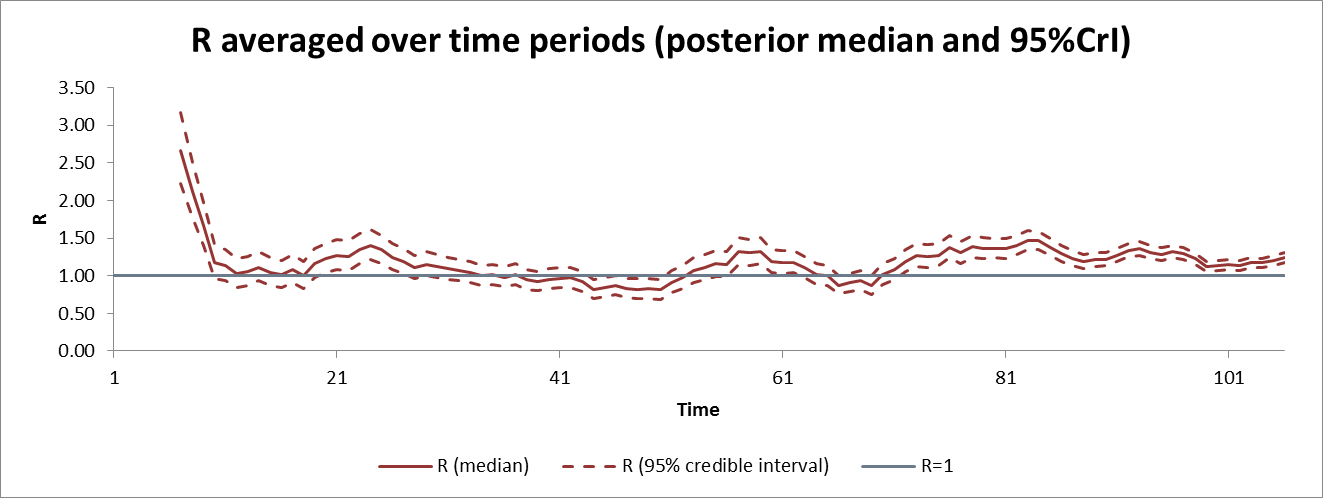 R averaged over time periods (posterior median and 95%CrI)
3.50
3.00
2.50
2.00
1.50
1.00
0.50
0.00
R
1 21 41 61 81 101
Time
R (median) R (95% credible interval) R=1